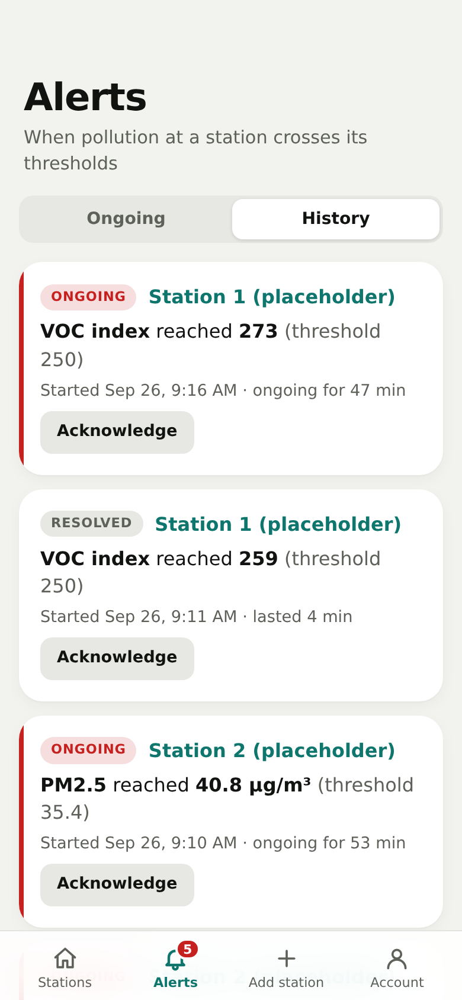 Alerts
When pollution at a station crosses its
thresholds
Ongoing
History
ONGOING Station 1 (placeholder)
VOC index reached 273 (threshold
250)
Started Sep 26, 9:16 AM · ongoing for 47 min
Acknowledge
RESOLVED Station 1 (placeholder)
VOC index reached 259 (threshold
250)
Started Sep 26, 9:11 AM · lasted 4 min
Acknowledge
ONGOING Station 2 (placeholder)
PM2.5 reached 40.8 µg/m³ (threshold
35.4)
Started Sep 26, 9:10 AM · ongoing for 53 min
Acknowledge
ONGOING Station 2 (placeholder)
5
Stations
Alerts
Add station
Account